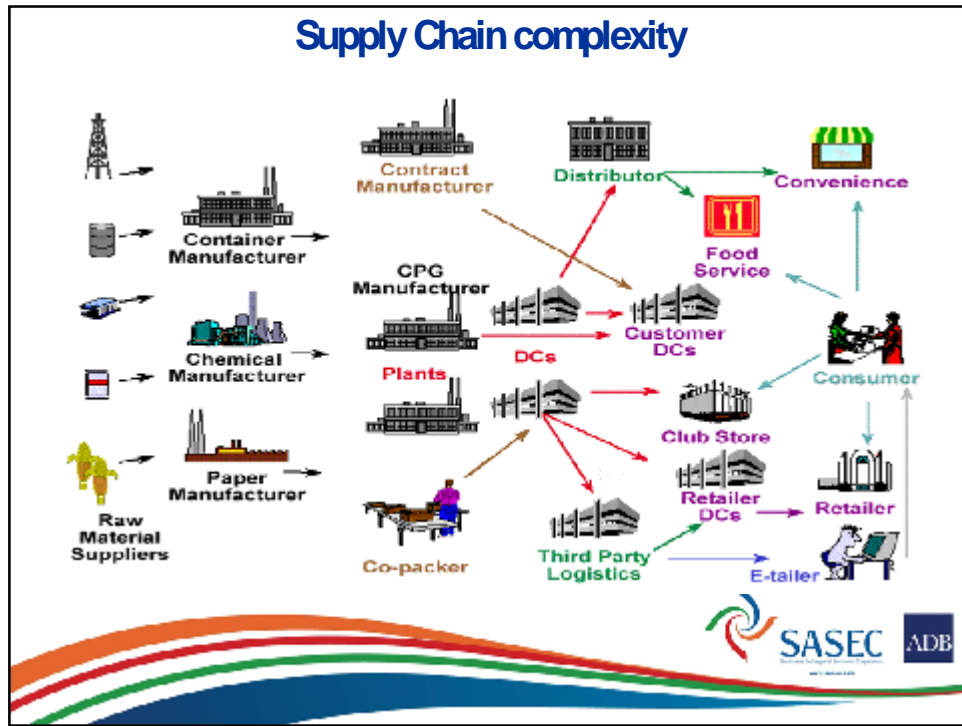 Supply Chain complexity
Contract
Manufacturer
Distributor
Convenience
Container
Manufacturer
Food
Service
CPG
Manufacturer
Customer
DCs
Chemical
Manufacturer
DCs
Plants
Consumer
Club Store
Paper
Manufacturer
Retailer
DCs
Retailer
Raw
Material
Suppliers
Co-packer
Third Party
Logistics
E-tailer
SASEC
ADB